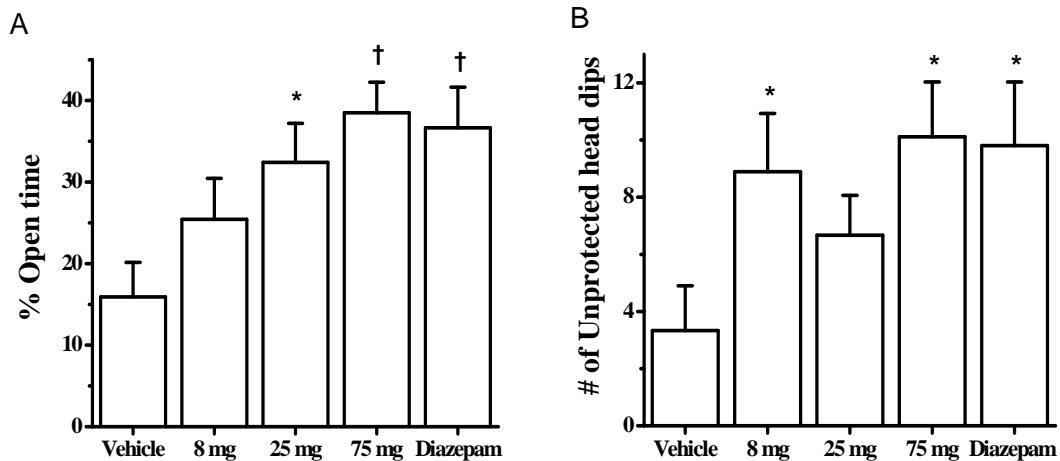 A
% Open time
40
30
20
10
0
*
†
†
Vehicle 8 mg 25 mg 75 mg Diazepam
B
# of Unprotected head dips
12
8
4
0
*
*
*
Vehicle 8 mg 25 mg 75 mg Diazepam